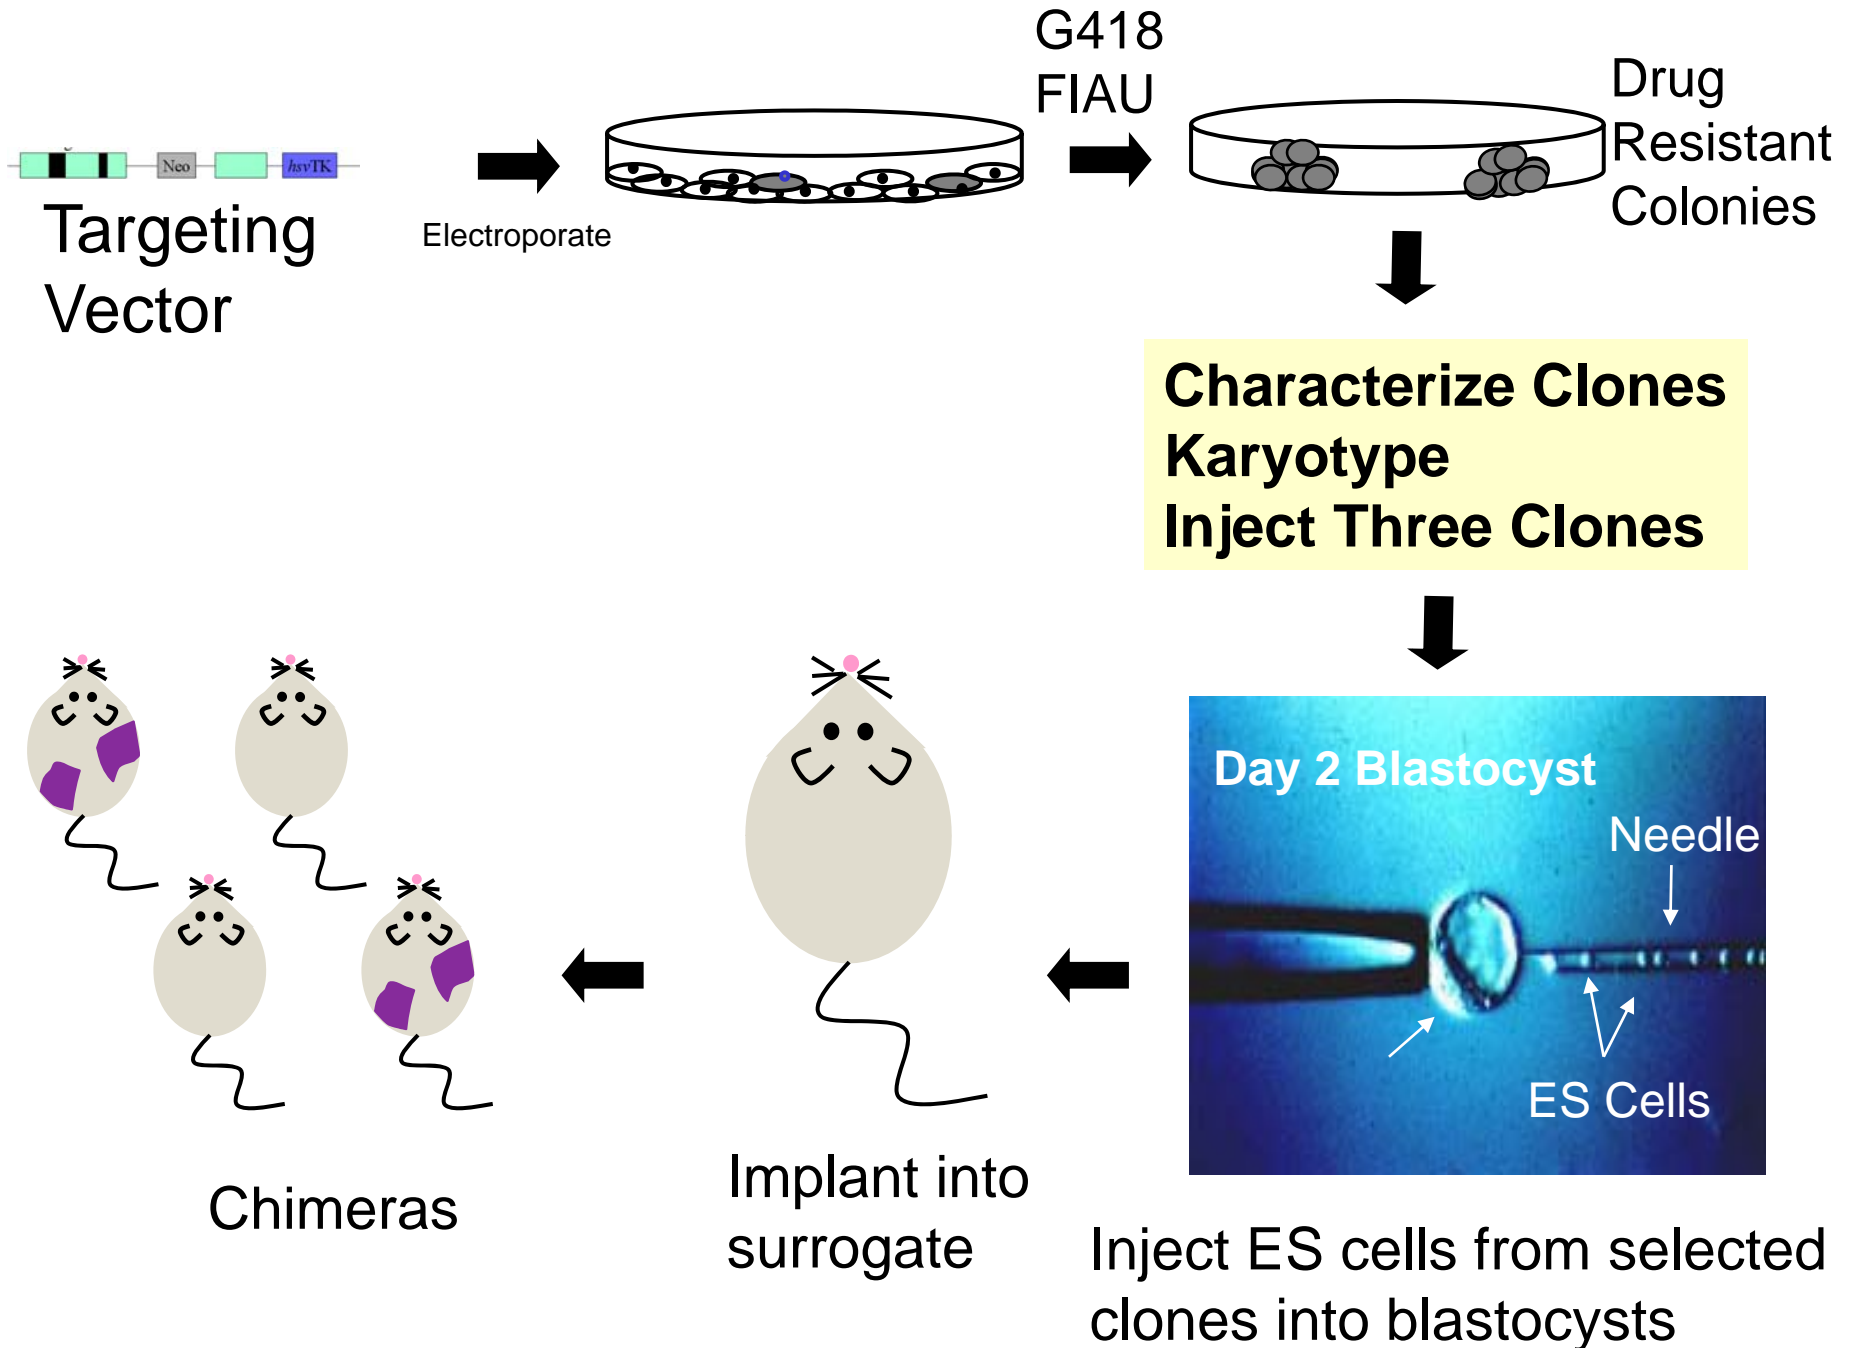 G418
FIAU
Drug
Resistant
Colonies
Neo
hsvTK
Targeting
Vector
Electroporate
Characterize Clones
Karyotype
Inject Three Clones
Day 2 Blastocyst
Needle
ES Cells
Chimeras
Implant into
surrogate
Inject ES cells from selected
clones into blastocysts